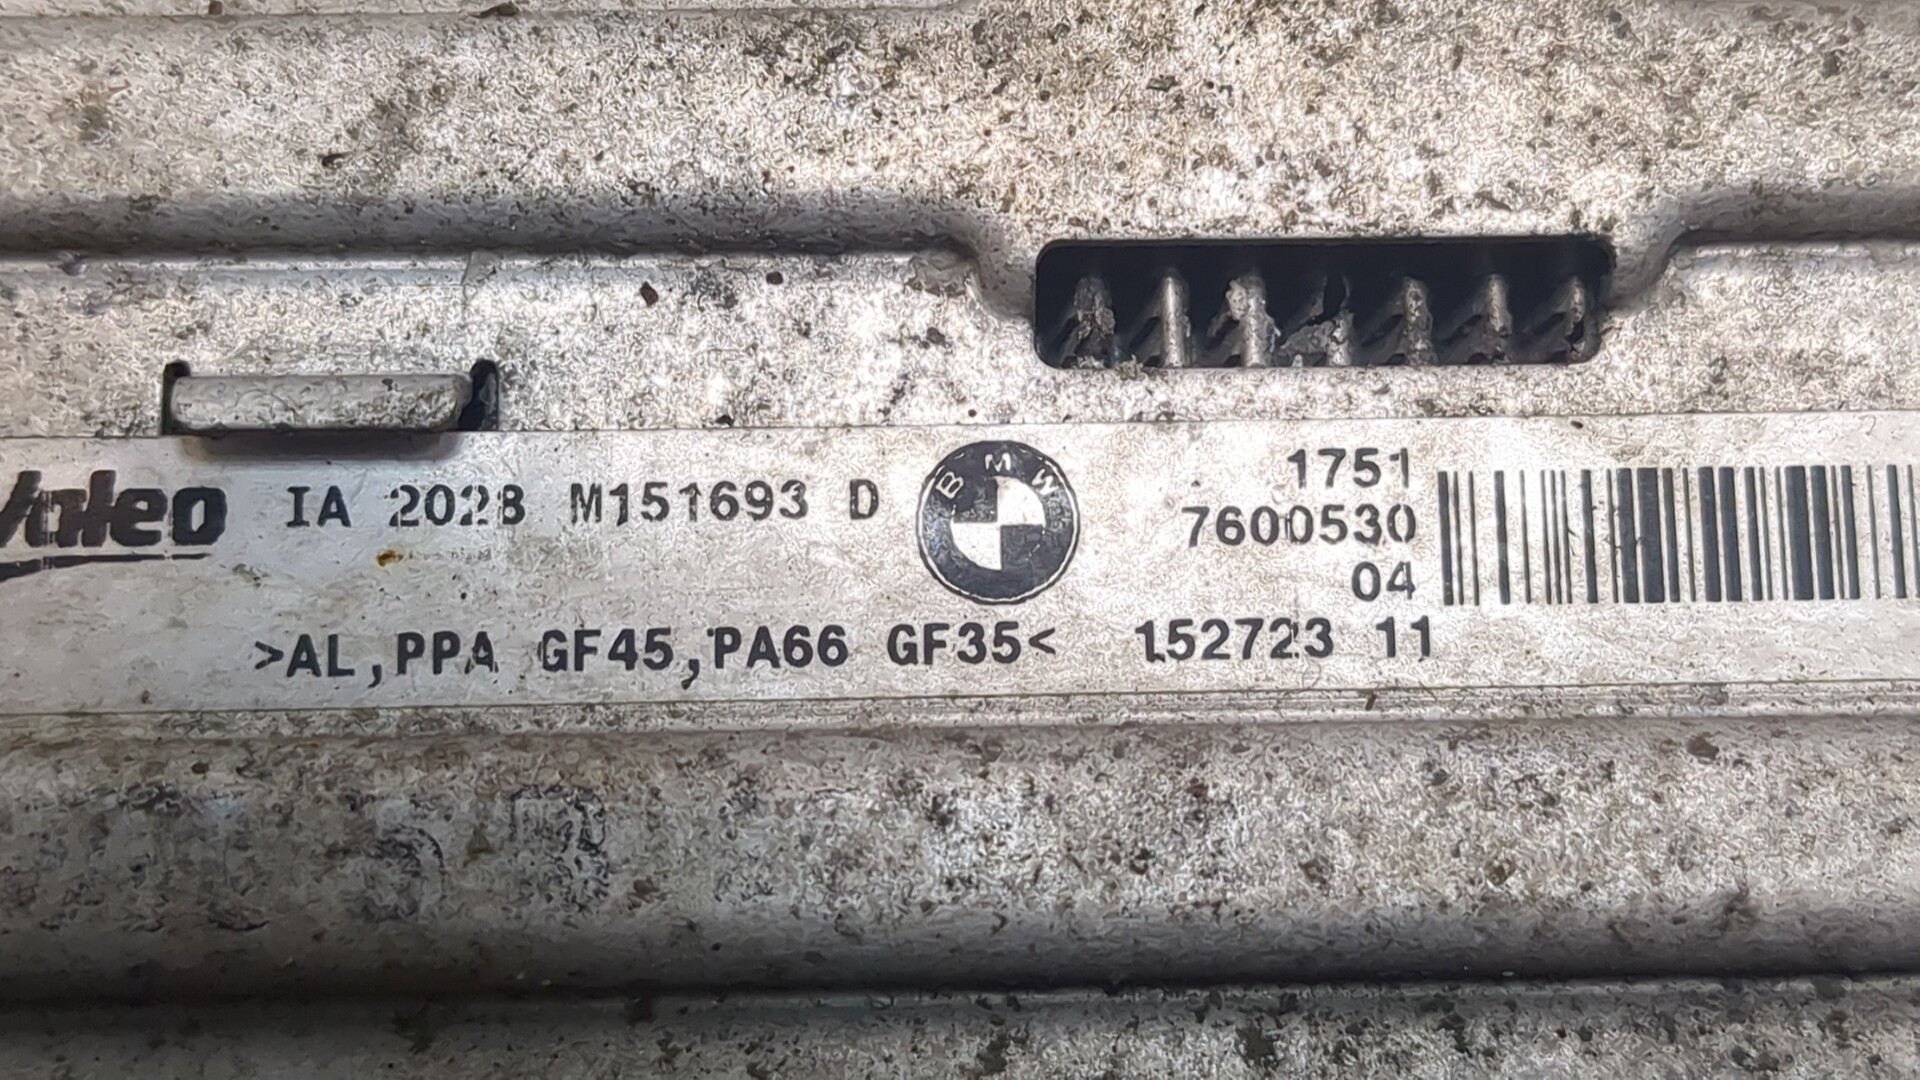 Valeo IA 2028 M151693 D
BMW
1751
7600530
04
>AL,PPA GF45,PA66 GF35< 152723 11